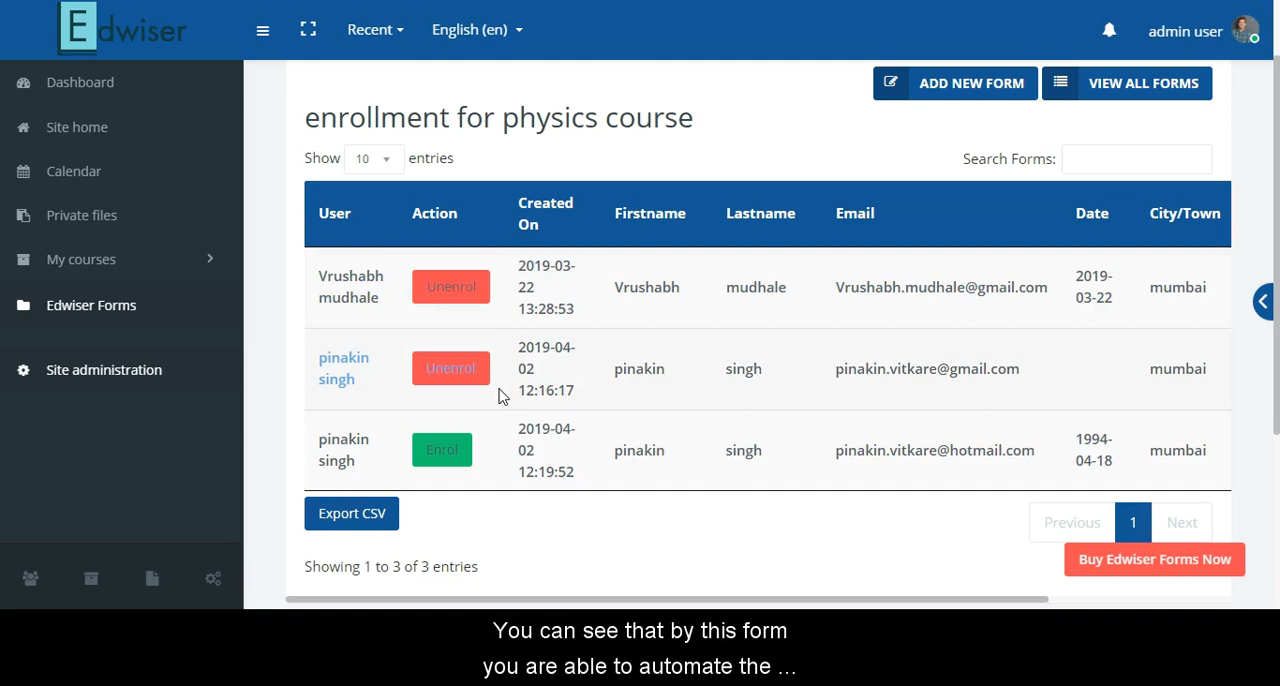 Edwiser
Recent
English (en)
admin user
Dashboard
Site home
Calendar
Private files
My courses
Edwiser Forms
Site administration
ADD NEW FORM
VIEW ALL FORMS
enrollment for physics course
Show 10 entries
Search Forms:
User Action Created On Firstname Lastname Email Date City/Town
Vrushabh mudhale Unenrol 2019-03-22 13:28:53 Vrushabh mudhale Vrushabh.mudhale@gmail.com 2019-03-22 mumbai
pinakin singh Unenrol 2019-04-02 12:16:17 pinakin singh pinakin.vitkare@gmail.com mumbai
pinakin singh Enrol 2019-04-02 12:19:52 pinakin singh pinakin.vitkare@hotmail.com 1994-04-18 mumbai
Export CSV
Previous 1 Next
Buy Edwiser Forms Now
Showing 1 to 3 of 3 entries
You can see that by this form
you are able to automate the ...